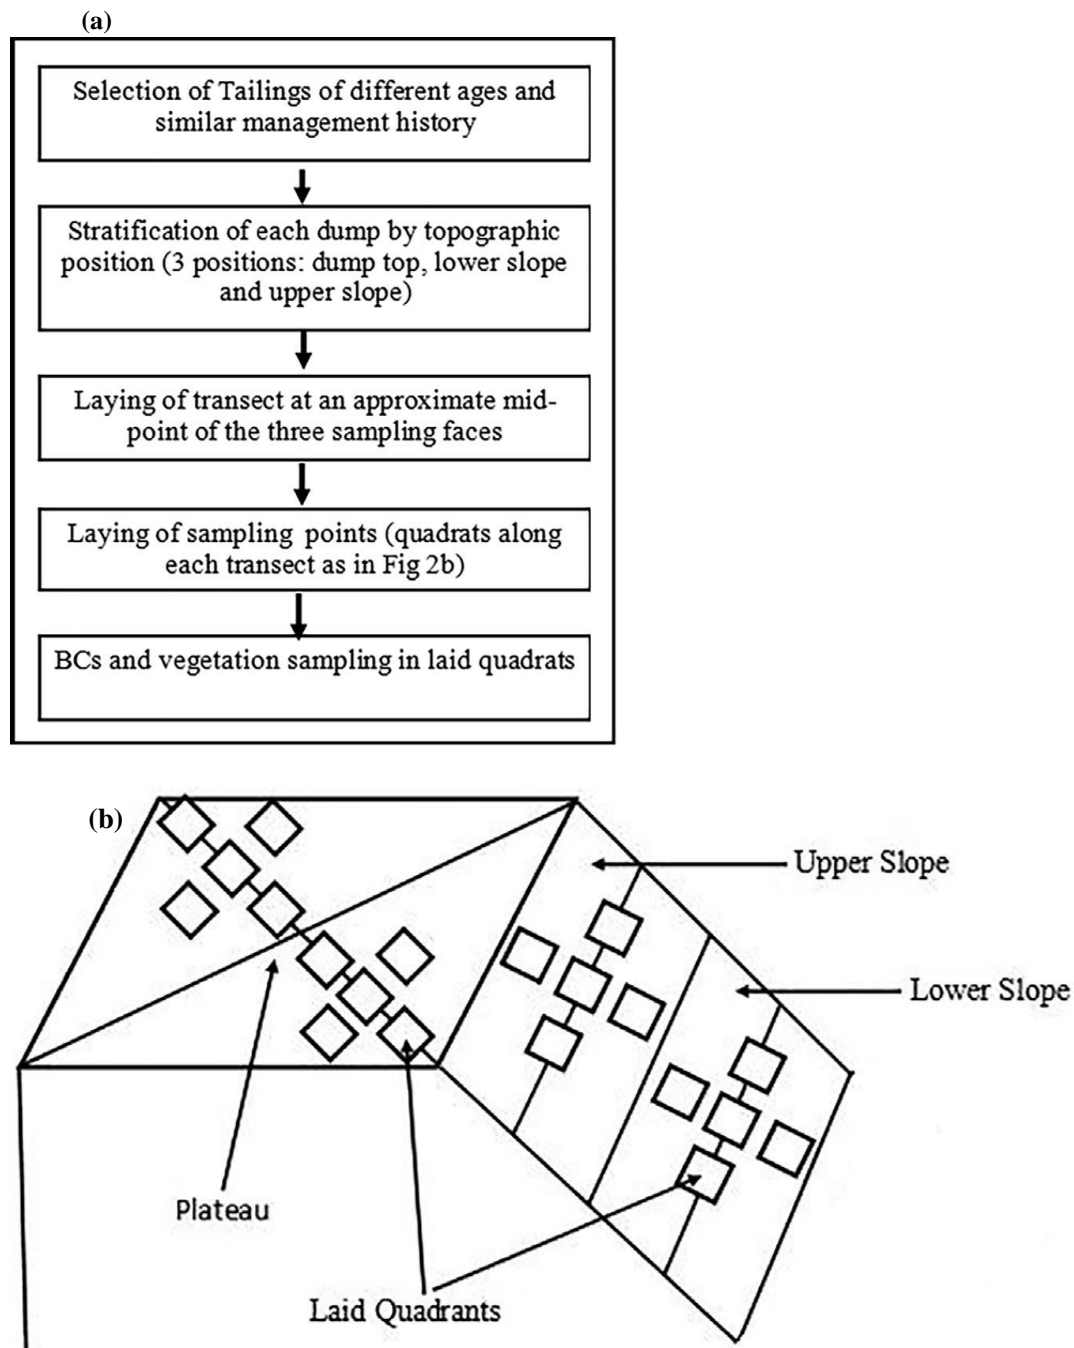 (a)
Selection of Tailings of different ages and
similar management history
Stratification of each dump by topographic
position (3 positions: dump top, lower slope
and upper slope)
Laying of transect at an approximate mid-
point of the three sampling faces
Laying of sampling points (quadrats along
each transect as in Fig 2b)
BCs and vegetation sampling in laid quadrats
(b)
Upper Slope
Lower Slope
Plateau
Laid Quadrants